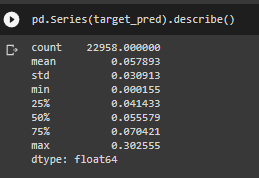 pd.Series(target_pred).describe()
count    22958.000000
mean         0.057893
std          0.030913
min          0.000155
25%          0.041433
50%          0.055579
75%          0.070421
max          0.302555
dtype: float64